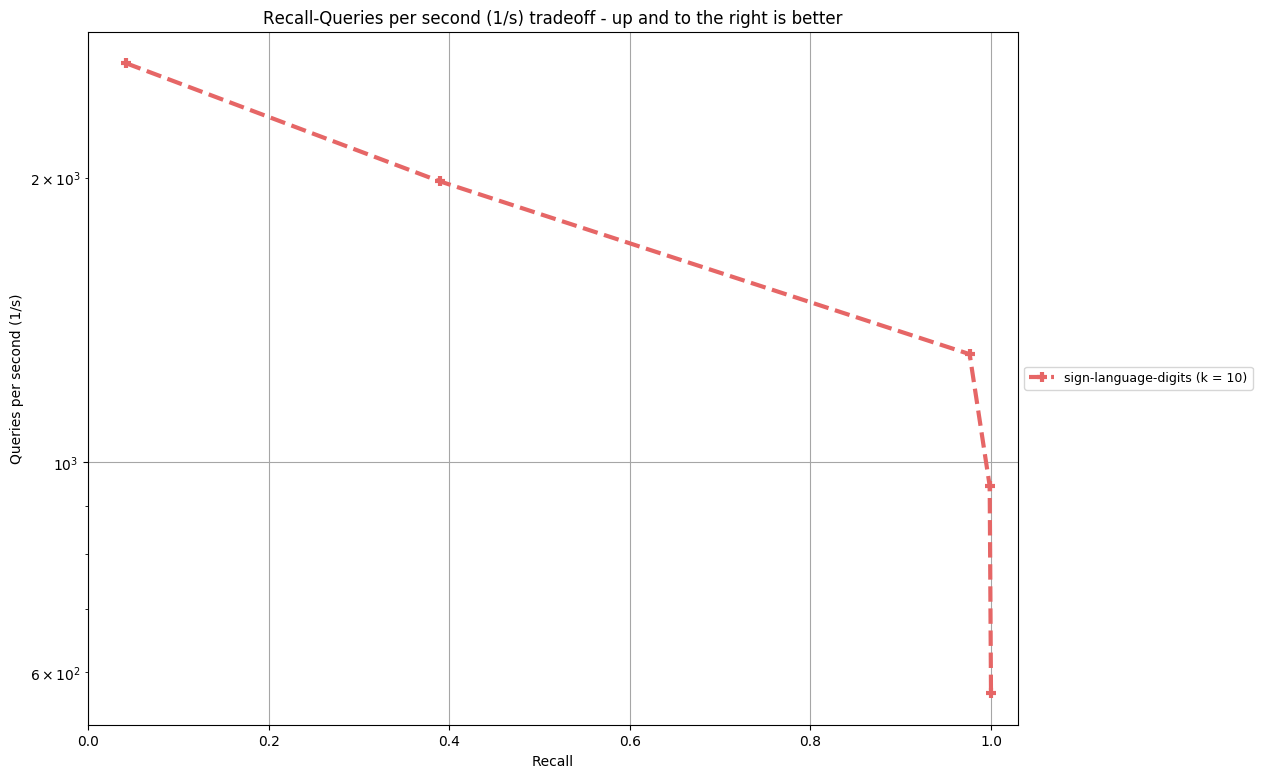 Recall-Queries per second (1/s) tradeoff - up and to the right is better
Queries per second (1/s)
2 × 10³
10³
6 × 10²
0.0 0.2 0.4 0.6 0.8 1.0
Recall
sign-language-digits (k = 10)